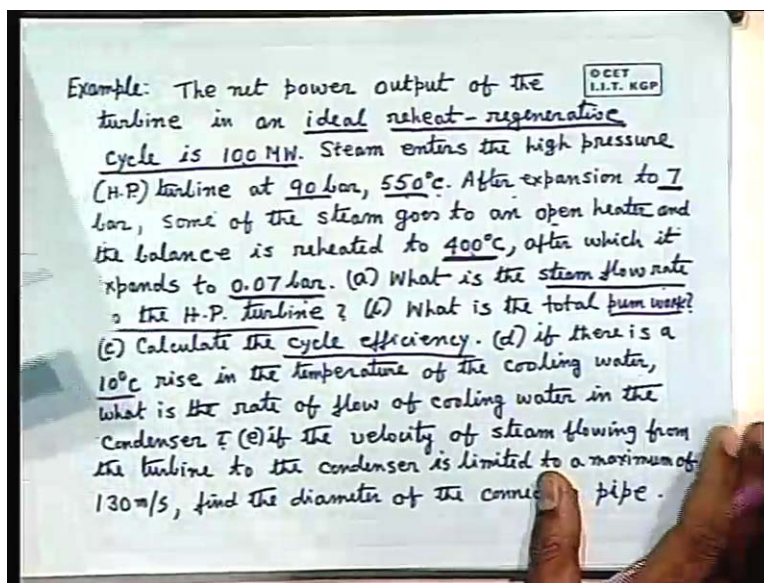 Example: The net power output of the
© CET
I.I.T. KGP
turbine in an ideal reheat-regenerative
cycle is 100 MW. Steam enters the high pressure
(H.P.) turbine at 90 bar, 550°C. After expansion to 7
bar, some of the steam goes to an open heater and
the balance is reheated to 400°C, after which it
xpands to 0.07 bar. (a) What is the steam flow rate
the H.P. turbine? (b) What is the total pum work?
(c) Calculate the cycle efficiency. (d) if there is a
10°C rise in the temperature of the cooling water,
what is the rate of flow of cooling water in the
Condenser? (e) if the velocity of steam flowing from
the turbine to the condenser is limited to a maximum of
130 m/s, find the diameter of the pipe.